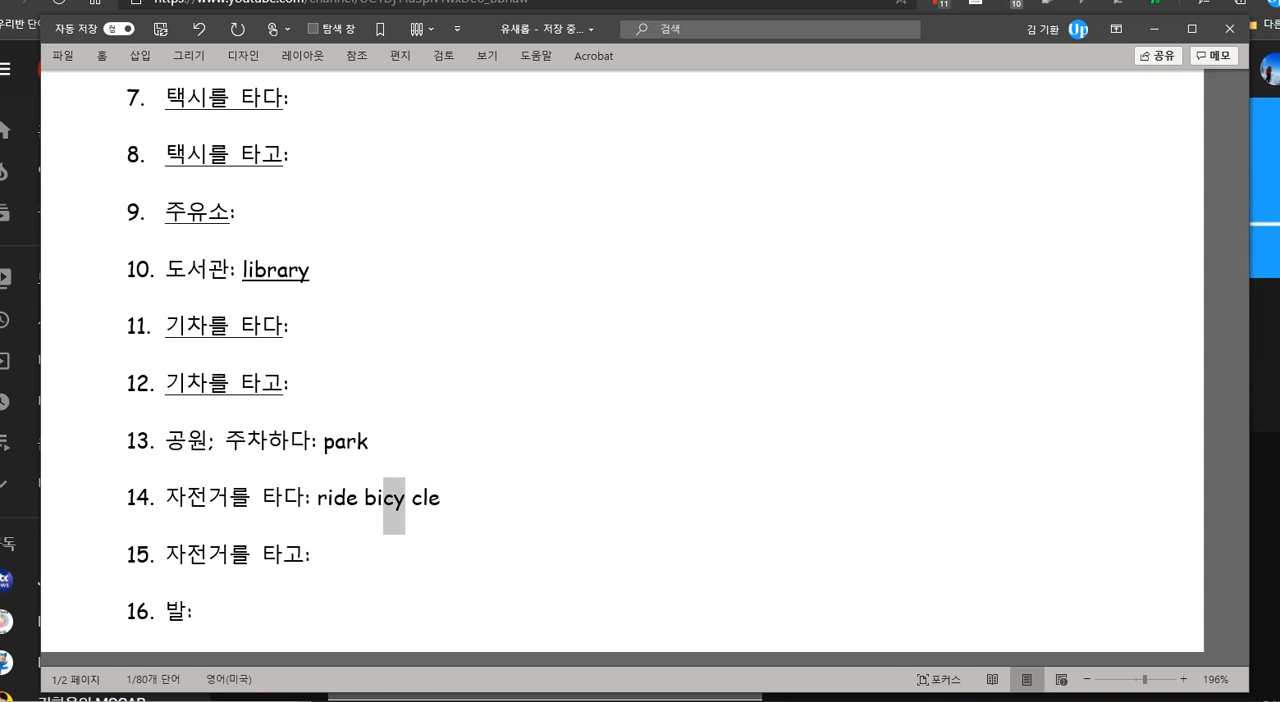 자동 저장 탐색 창 유새롬 - 저장 중... 검색 김 기환
파일 홈 삽입 그리기 디자인 레이아웃 참조 편지 검토 보기 도움말 Acrobat 공유 메모
7. 택시를 타다:
8. 택시를 타고:
9. 주유소:
10. 도서관: library
11. 기차를 타다:
12. 기차를 타고:
13. 공원; 주차하다: park
14. 자전거를 타다: ride bicy cle
15. 자전거를 타고:
16. 발:
1/2 페이지 1/80개 단어 영어(미국) 포커스 196%